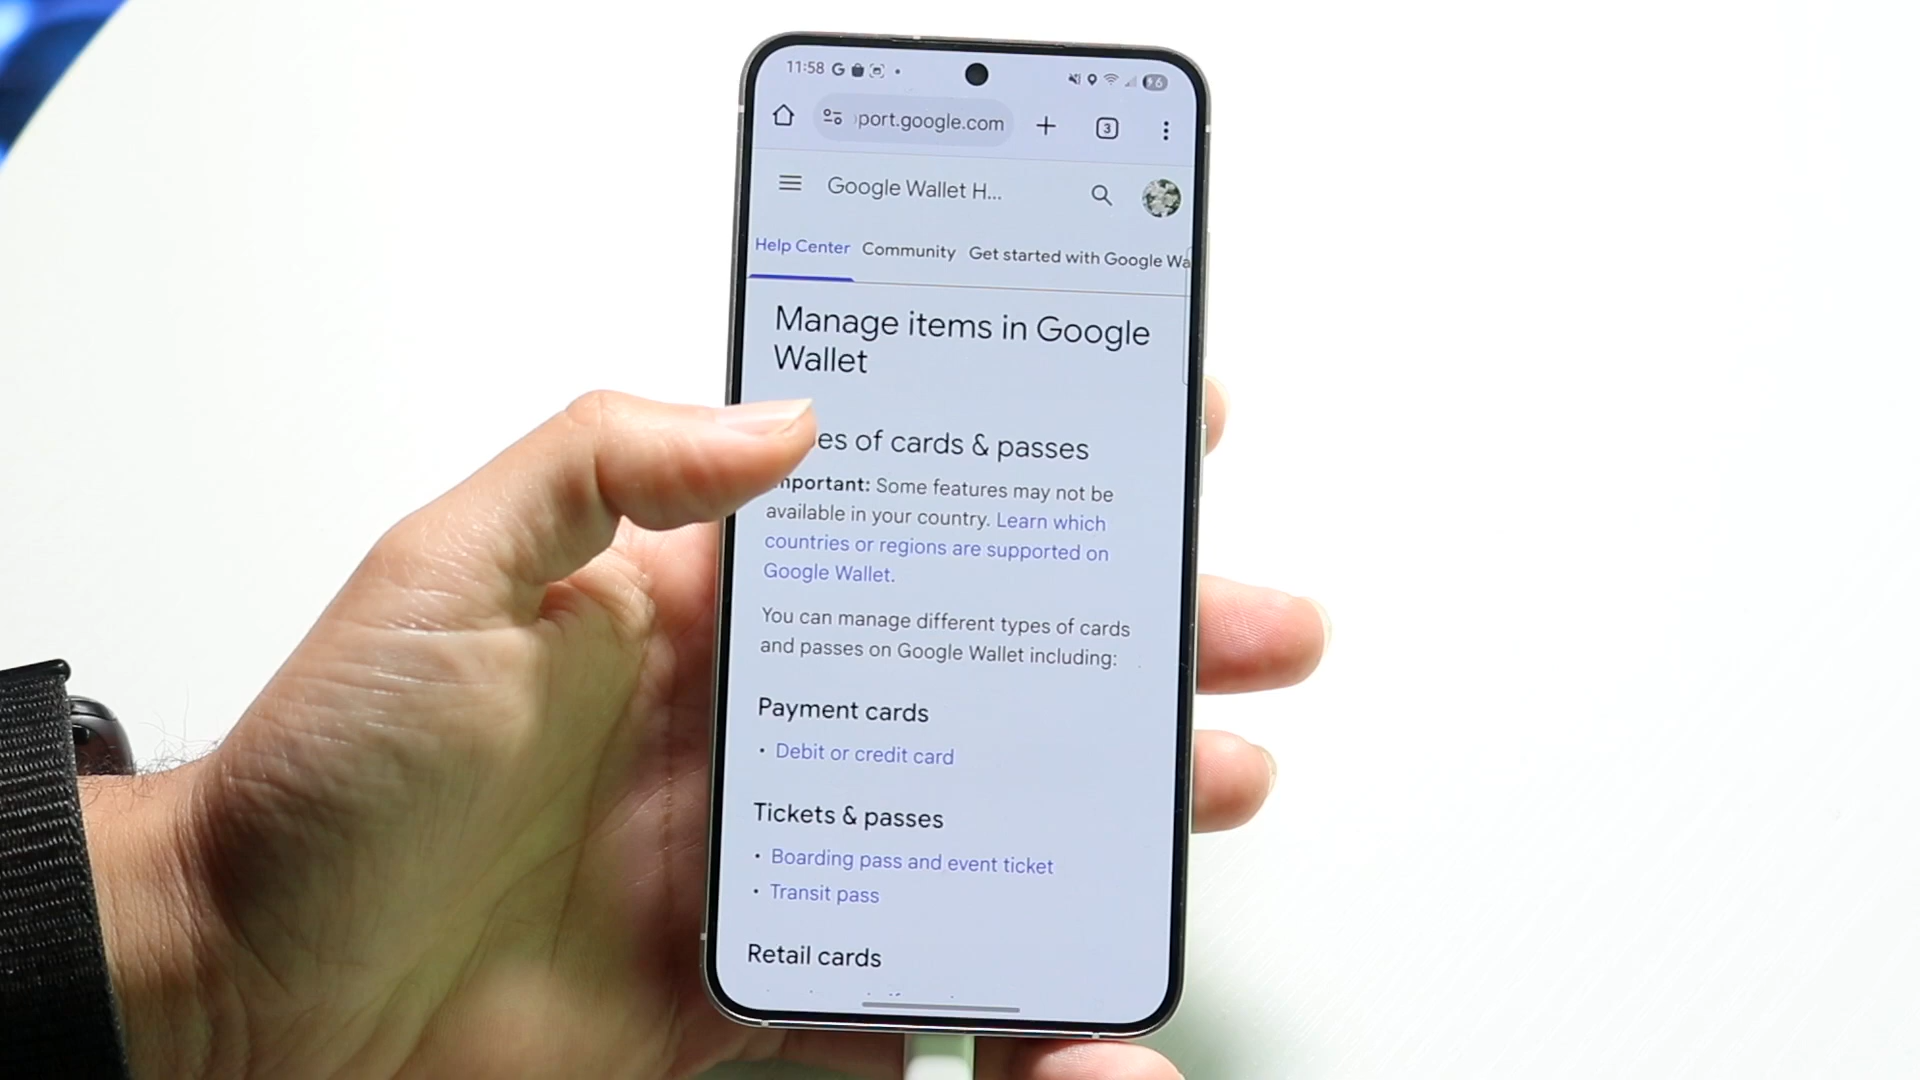 11:58 G 6
port.google.com 3
Google Wallet H...
Help Center Community Get started with Google Wa
Manage items in Google
Wallet
es of cards & passes
mportant: Some features may not be
available in your country. Learn which
countries or regions are supported on
Google Wallet.
You can manage different types of cards
and passes on Google Wallet including:
Payment cards
• Debit or credit card
Tickets & passes
• Boarding pass and event ticket
• Transit pass
Retail cards